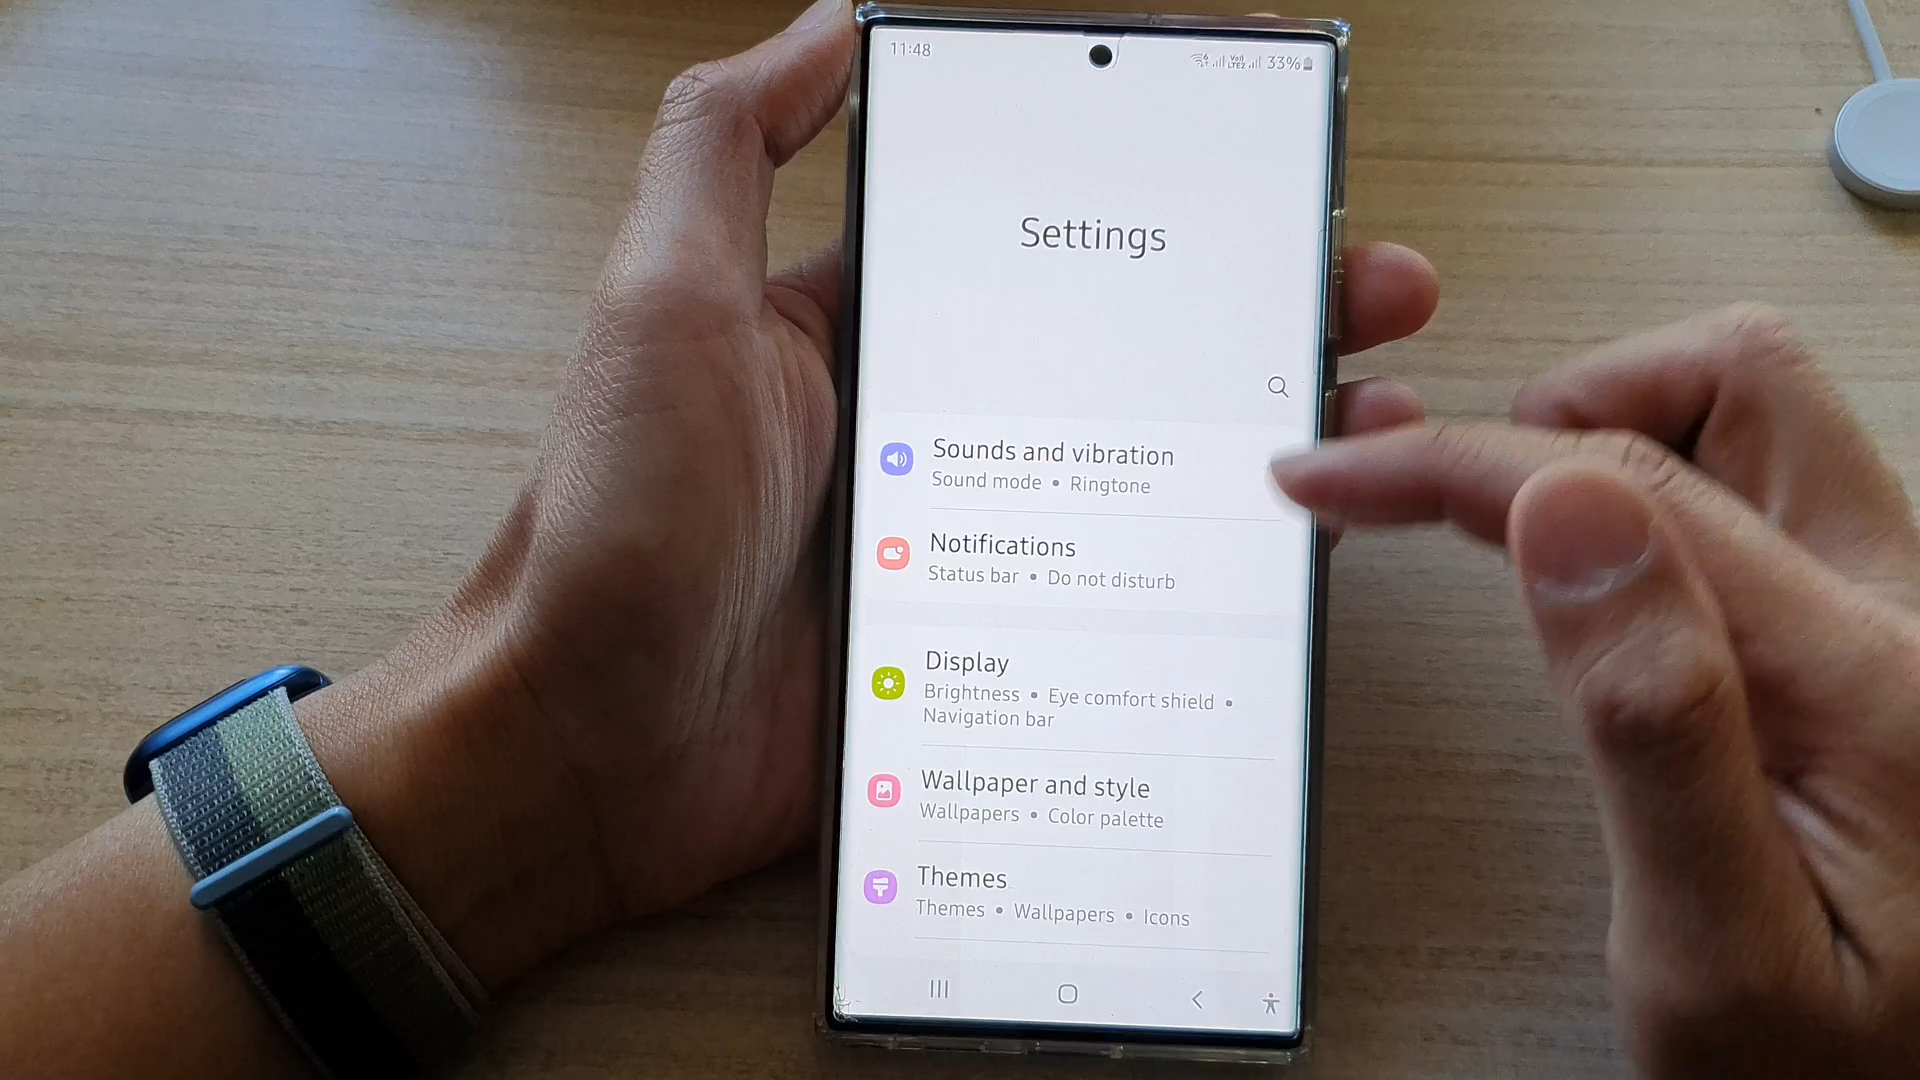 11:48
33%
Settings
Sounds and vibration
Sound mode • Ringtone
Notifications
Status bar • Do not disturb
Display
Brightness • Eye comfort shield •
Navigation bar
Wallpaper and style
Wallpapers • Color palette
Themes
Themes • Wallpapers • Icons